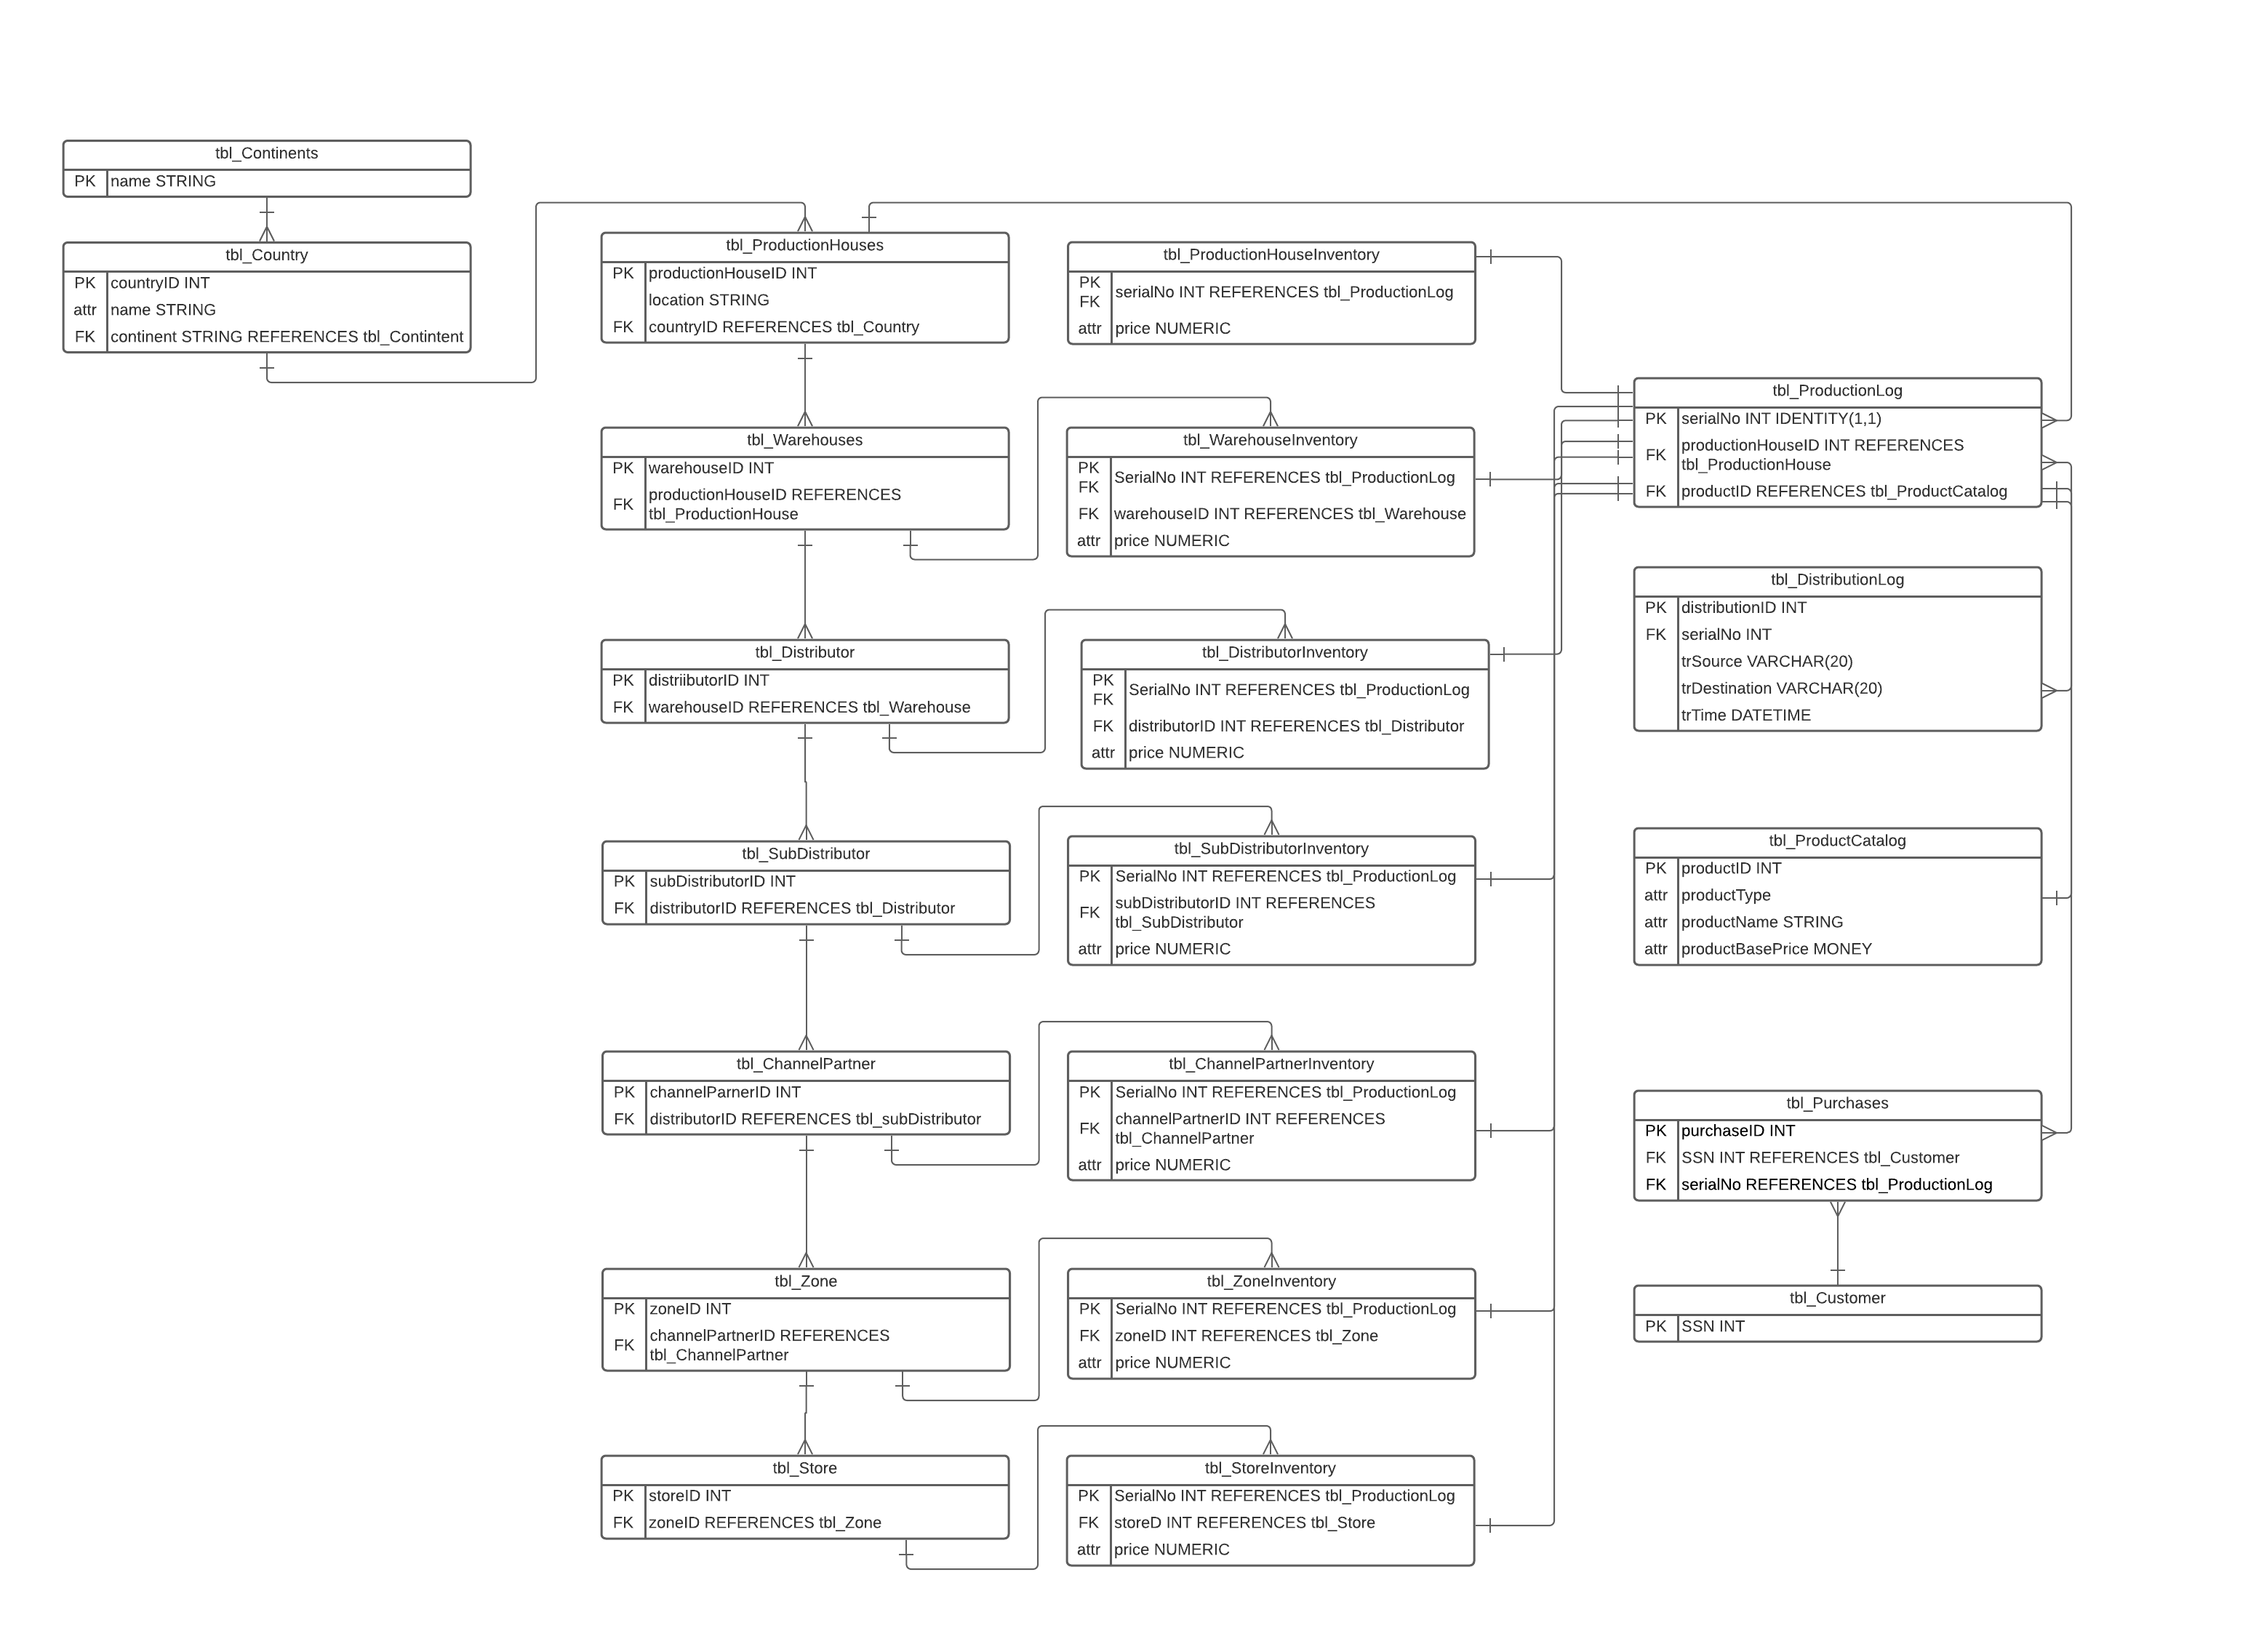 tbl_Continents
PK name STRING
tbl_Country
PK countryID INT
attr name STRING
FK continent STRING REFERENCES tbl_Contintent
tbl_ProductionHouses
PK productionHouseID INT
location STRING
FK countryID REFERENCES tbl_Country
tbl_Warehouses
PK warehouseID INT
FK productionHouseID REFERENCES
tbl_ProductionHouse
tbl_Distributor
PK distriibutorID INT
FK warehouseID REFERENCES tbl_Warehouse
tbl_SubDistributor
PK subDistributorID INT
FK distributorID REFERENCES tbl_Distributor
tbl_ChannelPartner
PK channelParnerID INT
FK distributorID REFERENCES tbl_subDistributor
tbl_Zone
PK zoneID INT
FK channelPartnerID REFERENCES
tbl_ChannelPartner
tbl_Store
PK storeID INT
FK zoneID REFERENCES tbl_Zone
tbl_ProductionHouseInventory
PK
FK
serialNo INT REFERENCES tbl_ProductionLog
attr price NUMERIC
tbl_WarehouseInventory
PK
FK
SerialNo INT REFERENCES tbl_ProductionLog
FK warehouseID INT REFERENCES tbl_Warehouse
attr price NUMERIC
tbl_DistributorInventory
PK
FK
SerialNo INT REFERENCES tbl_ProductionLog
FK distributorID INT REFERENCES tbl_Distributor
attr price NUMERIC
tbl_SubDistributorInventory
PK SerialNo INT REFERENCES tbl_ProductionLog
FK subDistributorID INT REFERENCES
tbl_SubDistributor
attr price NUMERIC
tbl_ChannelPartnerInventory
PK SerialNo INT REFERENCES tbl_ProductionLog
FK channelPartnerID INT REFERENCES
tbl_ChannelPartner
attr price NUMERIC
tbl_ZoneInventory
PK SerialNo INT REFERENCES tbl_ProductionLog
FK zoneID INT REFERENCES tbl_Zone
attr price NUMERIC
tbl_StoreInventory
PK SerialNo INT REFERENCES tbl_ProductionLog
FK storeD INT REFERENCES tbl_Store
attr price NUMERIC
tbl_ProductionLog
PK serialNo INT IDENTITY(1,1)
FK productionHouseID INT REFERENCES
tbl_ProductionHouse
FK productID REFERENCES tbl_ProductCatalog
tbl_DistributionLog
PK distributionID INT
FK serialNo INT
trSource VARCHAR(20)
trDestination VARCHAR(20)
trTime DATETIME
tbl_ProductCatalog
PK productID INT
attr productType
attr productName STRING
attr productBasePrice MONEY
tbl_Purchases
PK purchaseID INT
FK SSN INT REFERENCES tbl_Customer
FK serialNo REFERENCES tbl_ProductionLog
tbl_Customer
PK SSN INT